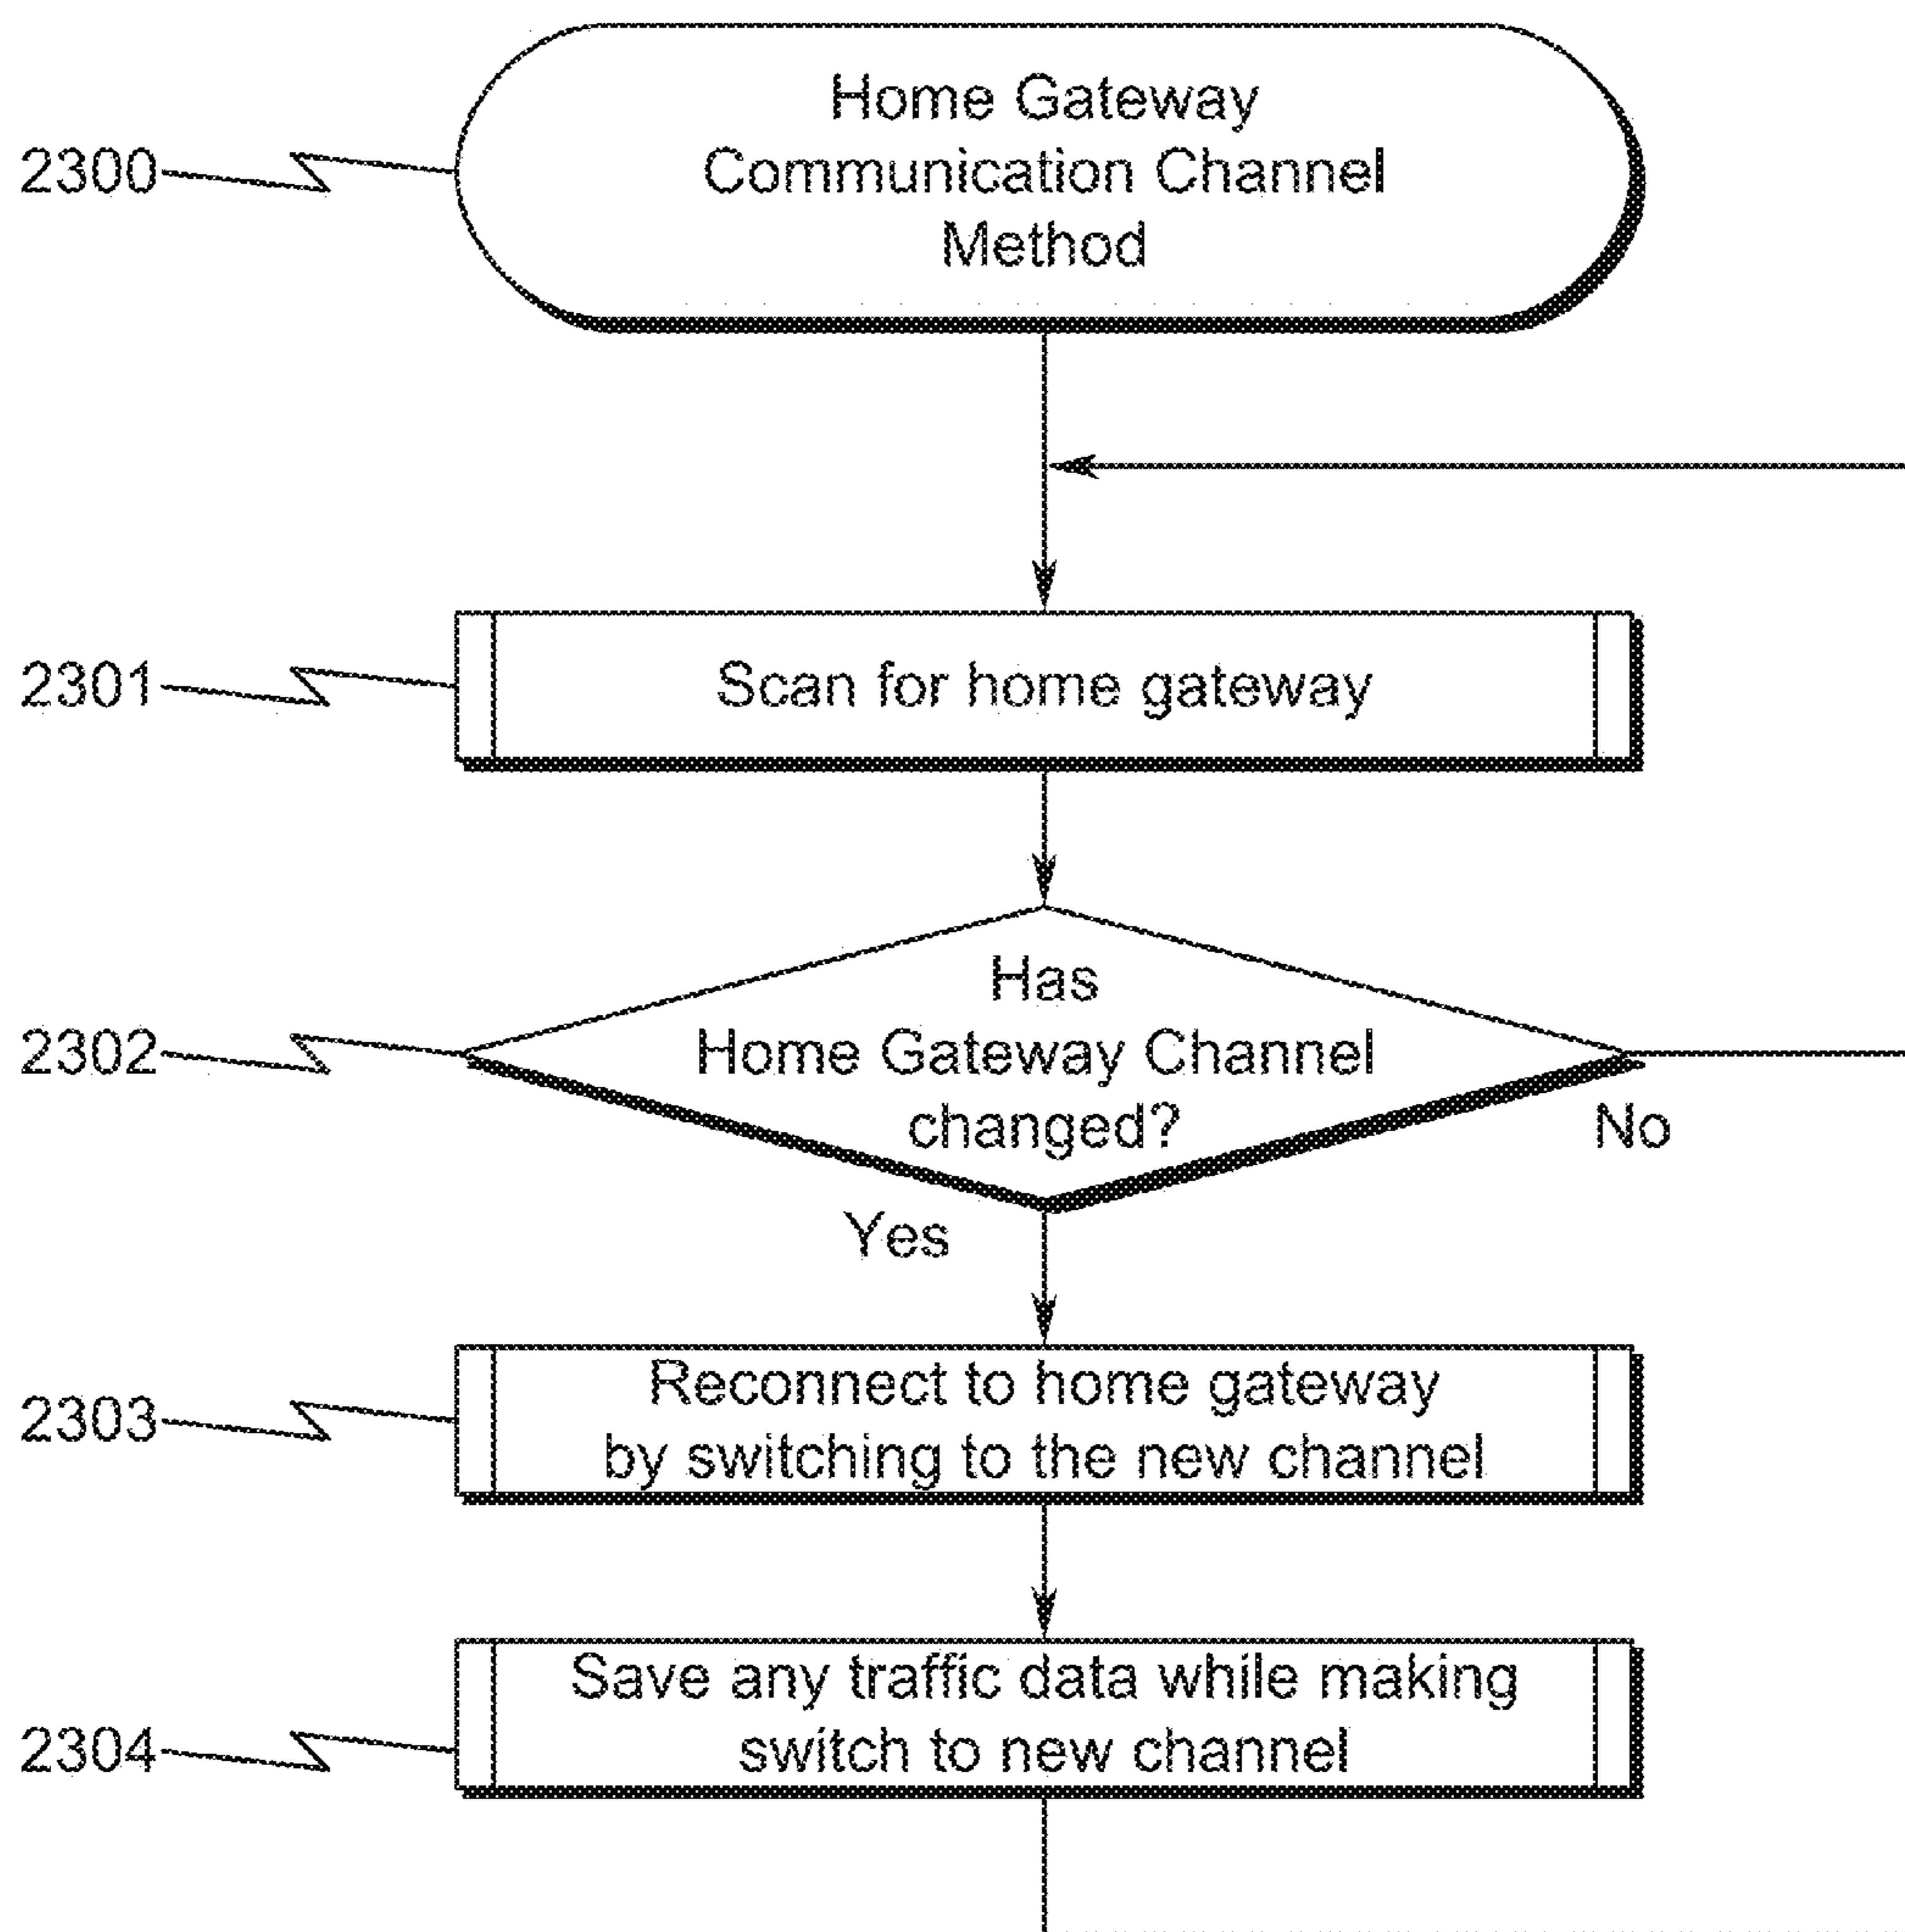 Home Gateway
Communication Channel
Method
2300
2301
Scan for home gateway
Has
2302
Home Gateway Channel
changed?
No
Yes
Reconnect to home gateway
2303
by switching to the new channel
Save any traffic data while making
2304
switch to new channel